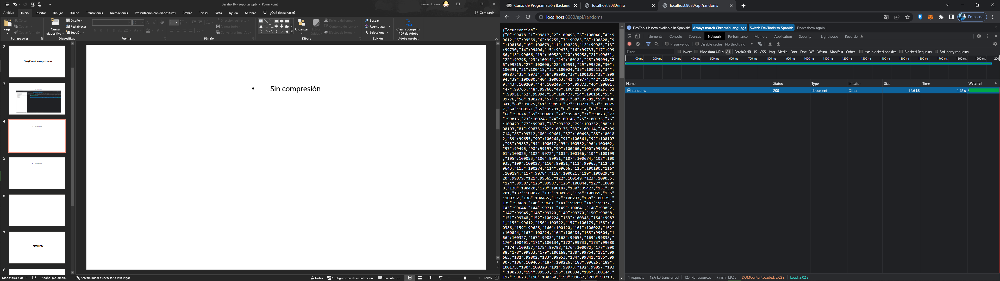 Desafio 16 - Soportes.pptx - PowerPoint
Germán Loaiza
Archivo Inicio Insertar Dibujar Diseño Transiciones Animaciones Presentación con diapositivas Grabar Revisar Vista Ayuda Acrobat ¿Qué desea hacer? Compartir
Pegar
Cortar
Copiar
Copiar formato
Portapapeles
Nueva
diapositiva
Diseño
Restablecer
Sección
Diapositivas
Fuente
Dirección del texto
Alinear texto
Convertir a SmartArt
Párrafo
Organizar
Estilos
rápidos
Relleno de forma
Contorno de forma
Efectos de forma
Dibujo
Buscar
Reemplazar
Seleccionar
Edición
Crear y compartir
PDF de Adobe
Adobe Acrobat
2
Sin/Con Compresión
3
4
5
6
7
ARTILLERY
8
• Sin compresión
Diapositiva 4 de 10 Español (Colombia) Accesibilidad: es necesario investigar
Notas Configuración de visualización Comentarios 120 %
Curso de Programación Backend
localhost:8080/info
localhost:8080/api/randoms
localhost:8080/api/randoms
En pausa
{"ocurrencias":
{"0":99478,"1":99817,"2":100493,"3":100046,"4":9
9612,"5":99559,"6":99255,"7":99785,"8":100820,"9
":100186,"10":100079,"11":100223,"12":99985,"13"
:99730,"14":99406,"15":99433,"16":99733,"17":999
66,"18":99666,"19":100589,"20":99958,"21":99651,
"22":99798,"23":100144,"24":100184,"25":99994,"2
6":99815,"27":100096,"28":99591,"29":99526,"30":
100391,"31":100418,"32":100024,"33":100311,"34":
99987,"35":99734,"36":99992,"37":100131,"38":999
94,"39":100080,"40":100063,"41":99774,"42":10011
9,"43":100200,"44":100249,"45":99873,"46":99601,
"47":99765,"48":99760,"49":100421,"50":99926,"51
":99951,"52":99894,"53":100477,"54":100160,"55":
99776,"56":100274,"57":99883,"58":99781,"59":100
341,"60":99875,"61":99898,"62":100231,"63":10025
7,"64":100121,"65":99791,"66":100314,"67":99588,
"68":99674,"69":100081,"70":99543,"71":99823,"72
":99816,"73":100245,"74":100146,"75":100173,"76"
:100429,"77":99907,"78":99292,"79":100232,"80":1
00103,"81":99833,"82":100135,"83":100114,"84":99
714,"85":99712,"86":99661,"87":100498,"88":10018
2,"89":99655,"90":100264,"91":100361,"92":100107
,"93":99837,"94":100017,"95":100532,"96":100402,
"97":99496,"98":99197,"99":100260,"100":99956,"1
01":100025,"102":99724,"103":100166,"104":100199
,"105":100053,"106":99951,"107":100674,"108":100
035,"109":100027,"110":99851,"111":99965,"112":9
9643,"113":100274,"114":99666,"115":100180,"116"
:100194,"117":99784,"118":100021,"119":100029,"1
20":99879,"121":99565,"122":100149,"123":100035,
"124":99587,"125":99987,"126":100044,"127":10009
8,"128":100420,"129":100187,"130":99427,"131":99
701,"132":100027,"133":100151,"134":100059,"135"
:100352,"136":100455,"137":100237,"138":100129,"
139":99488,"140":99681,"141":99709,"142":99977,"
143":99644,"144":99711,"145":100041,"146":99852,
"147":99945,"148":99720,"149":99370,"150":99858,
"151":99748,"152":100224,"153":100345,"154":9987
1,"155":99612,"156":100522,"157":100179,"158":10
0386,"159":99626,"160":100120,"161":100028,"162"
:100044,"163":100224,"164":100484,"165":99604,"1
66":100327,"167":99884,"168":99653,"169":99838,"
170":100401,"171":100134,"172":99731,"173":99680
,"174":100357,"175":99798,"176":100072,"177":990
88,"178":99833,"179":100168,"180":99754,"181":99
665,"182":99802,"183":99953,"184":99841,"185":99
807,"186":100465,"187":100226,"188":99626,"189":
100175,"190":100320,"191":99973,"192":99857,"193
":100233,"194":99563,"195":100334,"196":100144,"
197":99623,"198":100360,"199":99862,"200":99719,
DevTools is now available in Spanish! Always match Chrome's language Switch DevTools to Spanish Don't show again
Elements Console Sources Network Performance Memory Application Security Lighthouse Recorder
Preserve log Disable cache No throttling
Filter Invert Hide data URLs All Fetch/XHR JS CSS Img Media Font Doc WS Wasm Manifest Other Has blocked cookies Blocked Requests 3rd-party requests
100 ms 200 ms 300 ms 400 ms 500 ms 600 ms 700 ms 800 ms 900 ms 1000 ms 1100 ms 1200 ms 1300 ms 1400 ms 1500 ms 1600 ms 1700 ms 1800 ms 1900 ms 200
Name Status Type Initiator Size Time Waterfall
randoms 200 document Other 12.6 kB 1.92 s
1 requests 12.6 kB transferred 12.4 kB resources Finish: 1.92 s DOMContentLoaded: 2.02 s Load: 2.02 s